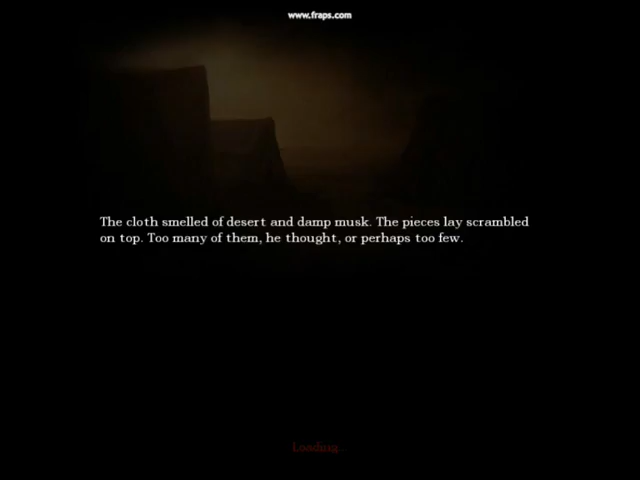 www.fraps.com
The cloth smelled of desert and damp musk. The pieces lay scrambled
on top. Too many of them, he thought, or perhaps too few.
Loading...